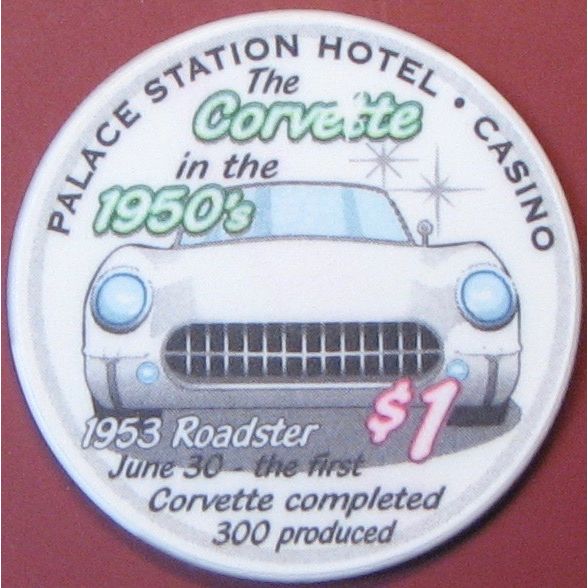 PALACE STATION HOTEL • CASINO
The
Corvette
in the
1950's
$1
1953 Roadster
June 30 - the first
Corvette completed
300 produced